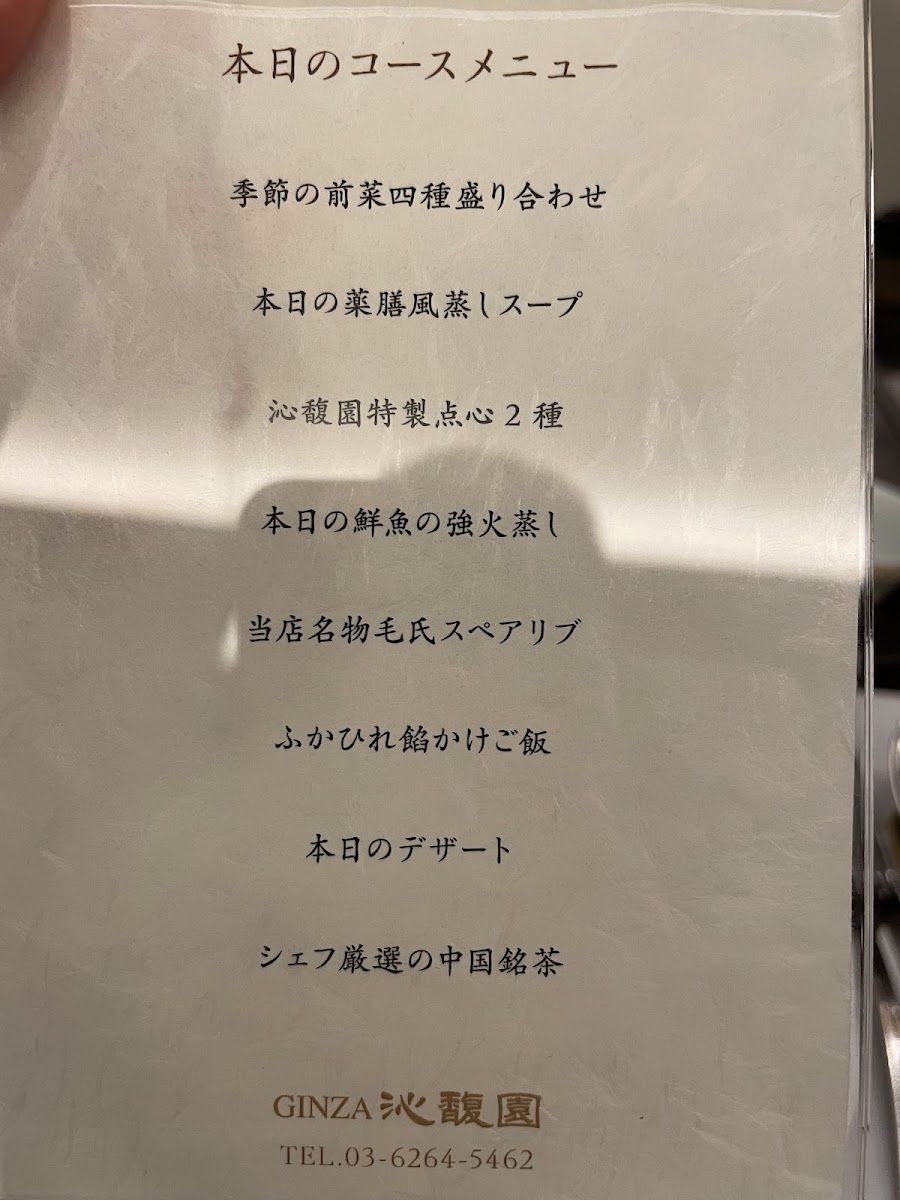 本日のコースメニュー
季節の前菜四種盛り合わせ
本日の薬膳風蒸しスープ
沁馥園特製点心2種
本日の鮮魚の強火蒸し
当店名物毛氏スペアリブ
ふかひれ餡かけご飯
本日のデザート
シェフ厳選の中国銘茶
GINZA 沁馥園
TEL.03-6264-5462